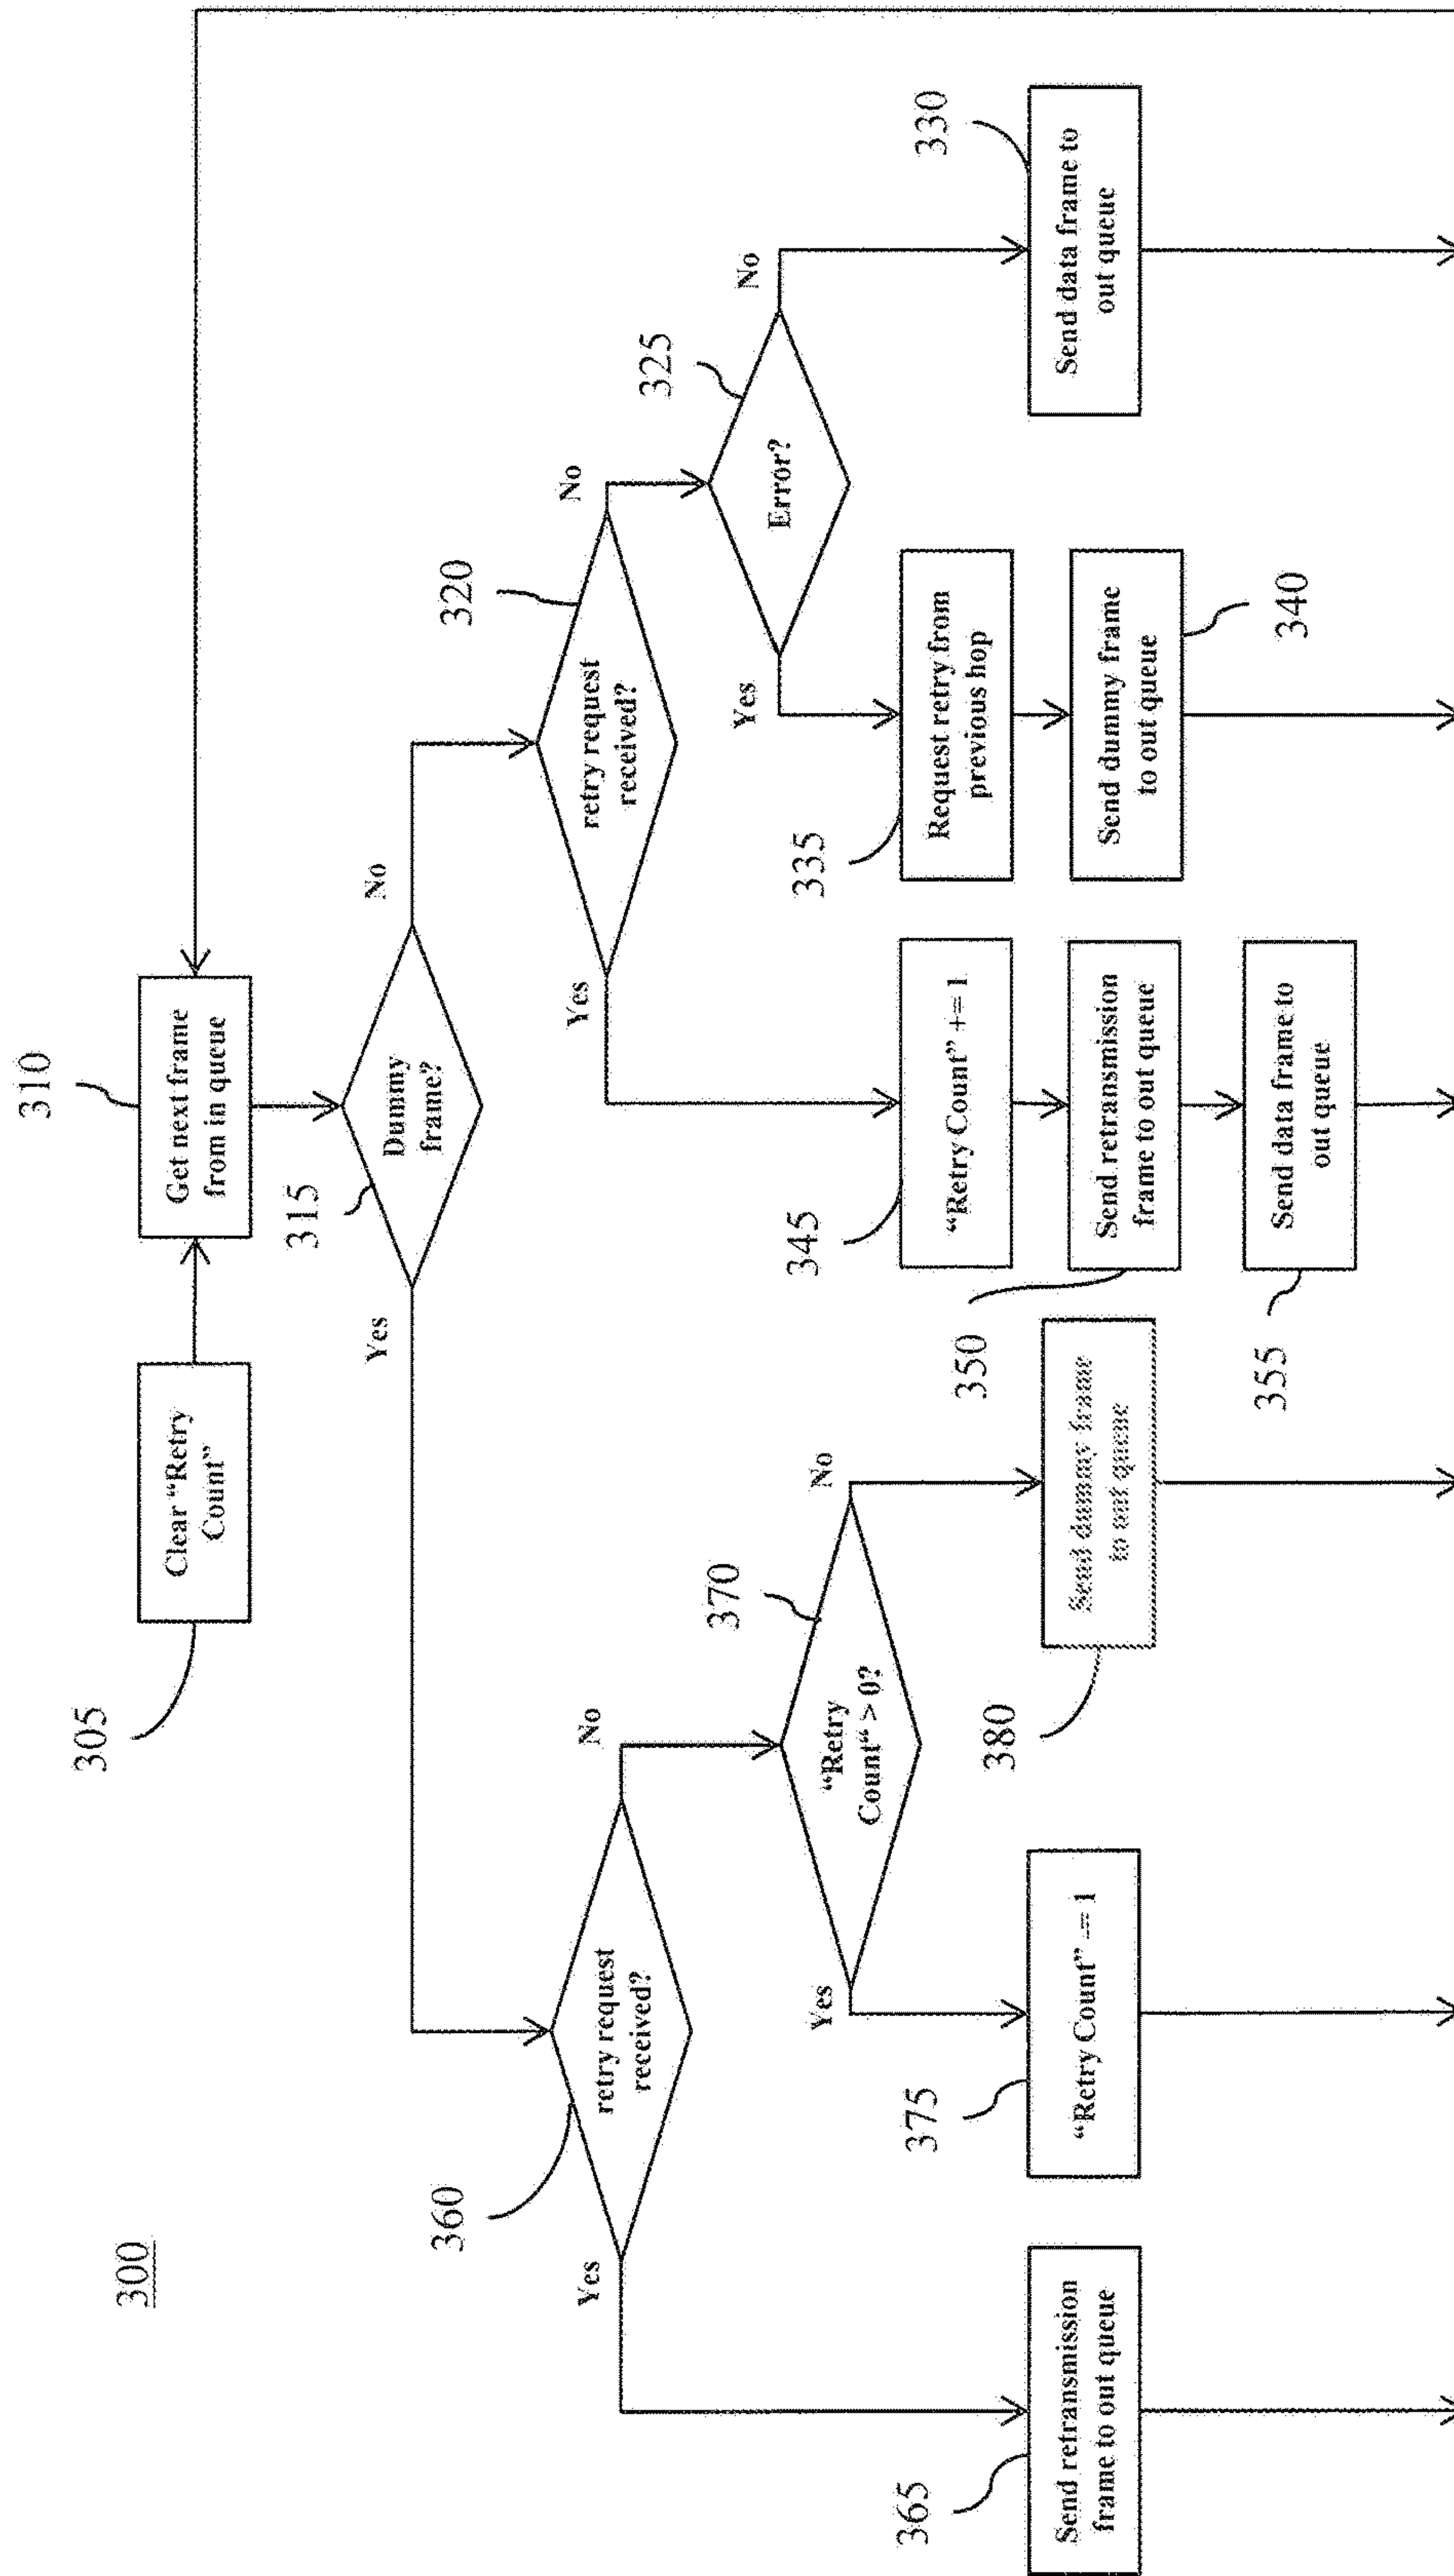 300
305
Clear “Retry
Count”
310
Get next frame
from in queue
315
Dummy
frame?
Yes
No
360
retry request
received?
Yes
No
320
retry request
received?
Yes
No
370
“Retry
Count“ > 0?
Yes
No
325
Error?
Yes
No
365
Send retransmission
frame to out queue
375
“Retry Count” -= 1
380
Send dummy frame
to out queue
345
“Retry Count” += 1
350
Send retransmission
frame to out queue
355
Send data frame to
out queue
335
Request retry from
previous hop
340
Send dummy frame
to out queue
330
Send data frame to
out queue